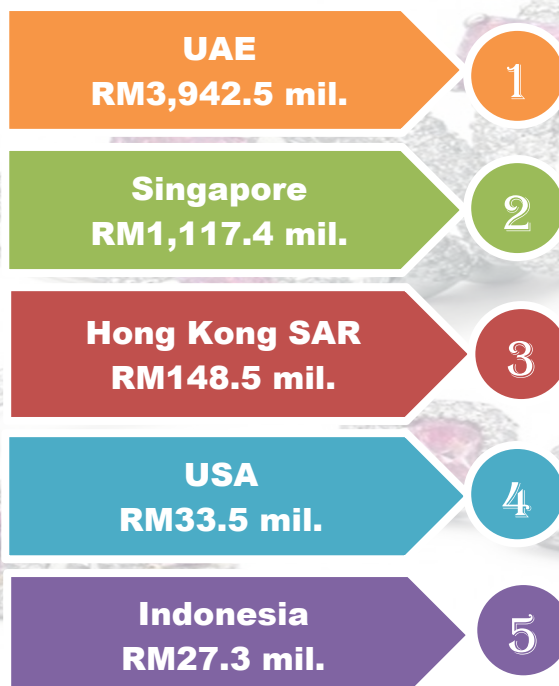 UAE
RM3,942.5 mil.
1
Singapore
RM1,117.4 mil.
2
Hong Kong SAR
RM148.5 mil.
3
USA
RM33.5 mil.
4
Indonesia
RM27.3 mil.
5